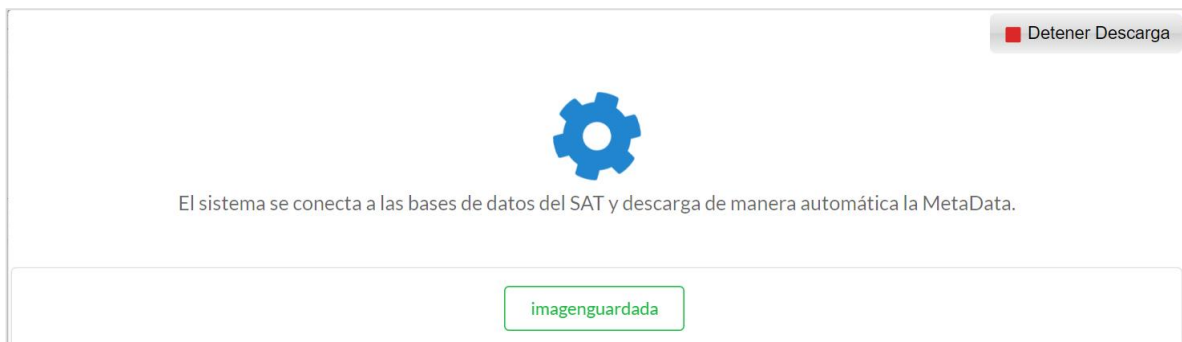 Detener Descarga
El sistema se conecta a las bases de datos del SAT y descarga de manera automática la MetaData.
imagenguardada